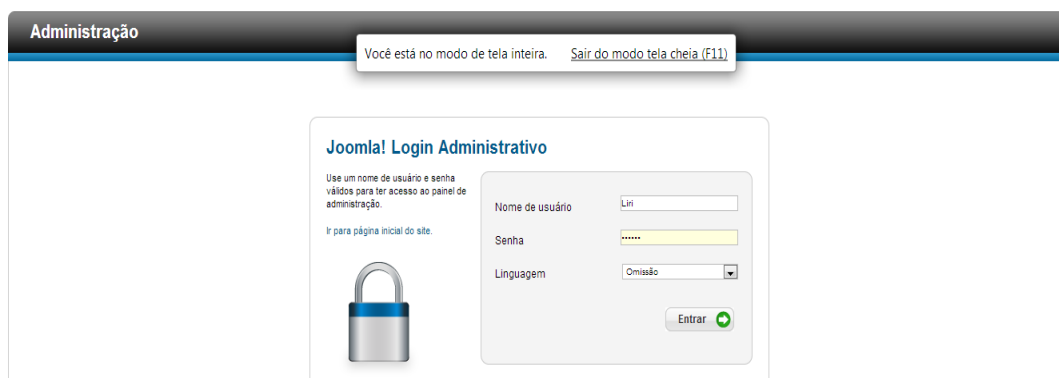 Administração
Você está no modo de tela inteira. Sair do modo tela cheia (F11)
Joomla! Login Administrativo
Use um nome de usuário e senha
válidos para ter acesso ao painel de
administração.
Ir para página inicial do site.
Nome de usuário Liri
Senha ••••••
Linguagem Omissão
Entrar